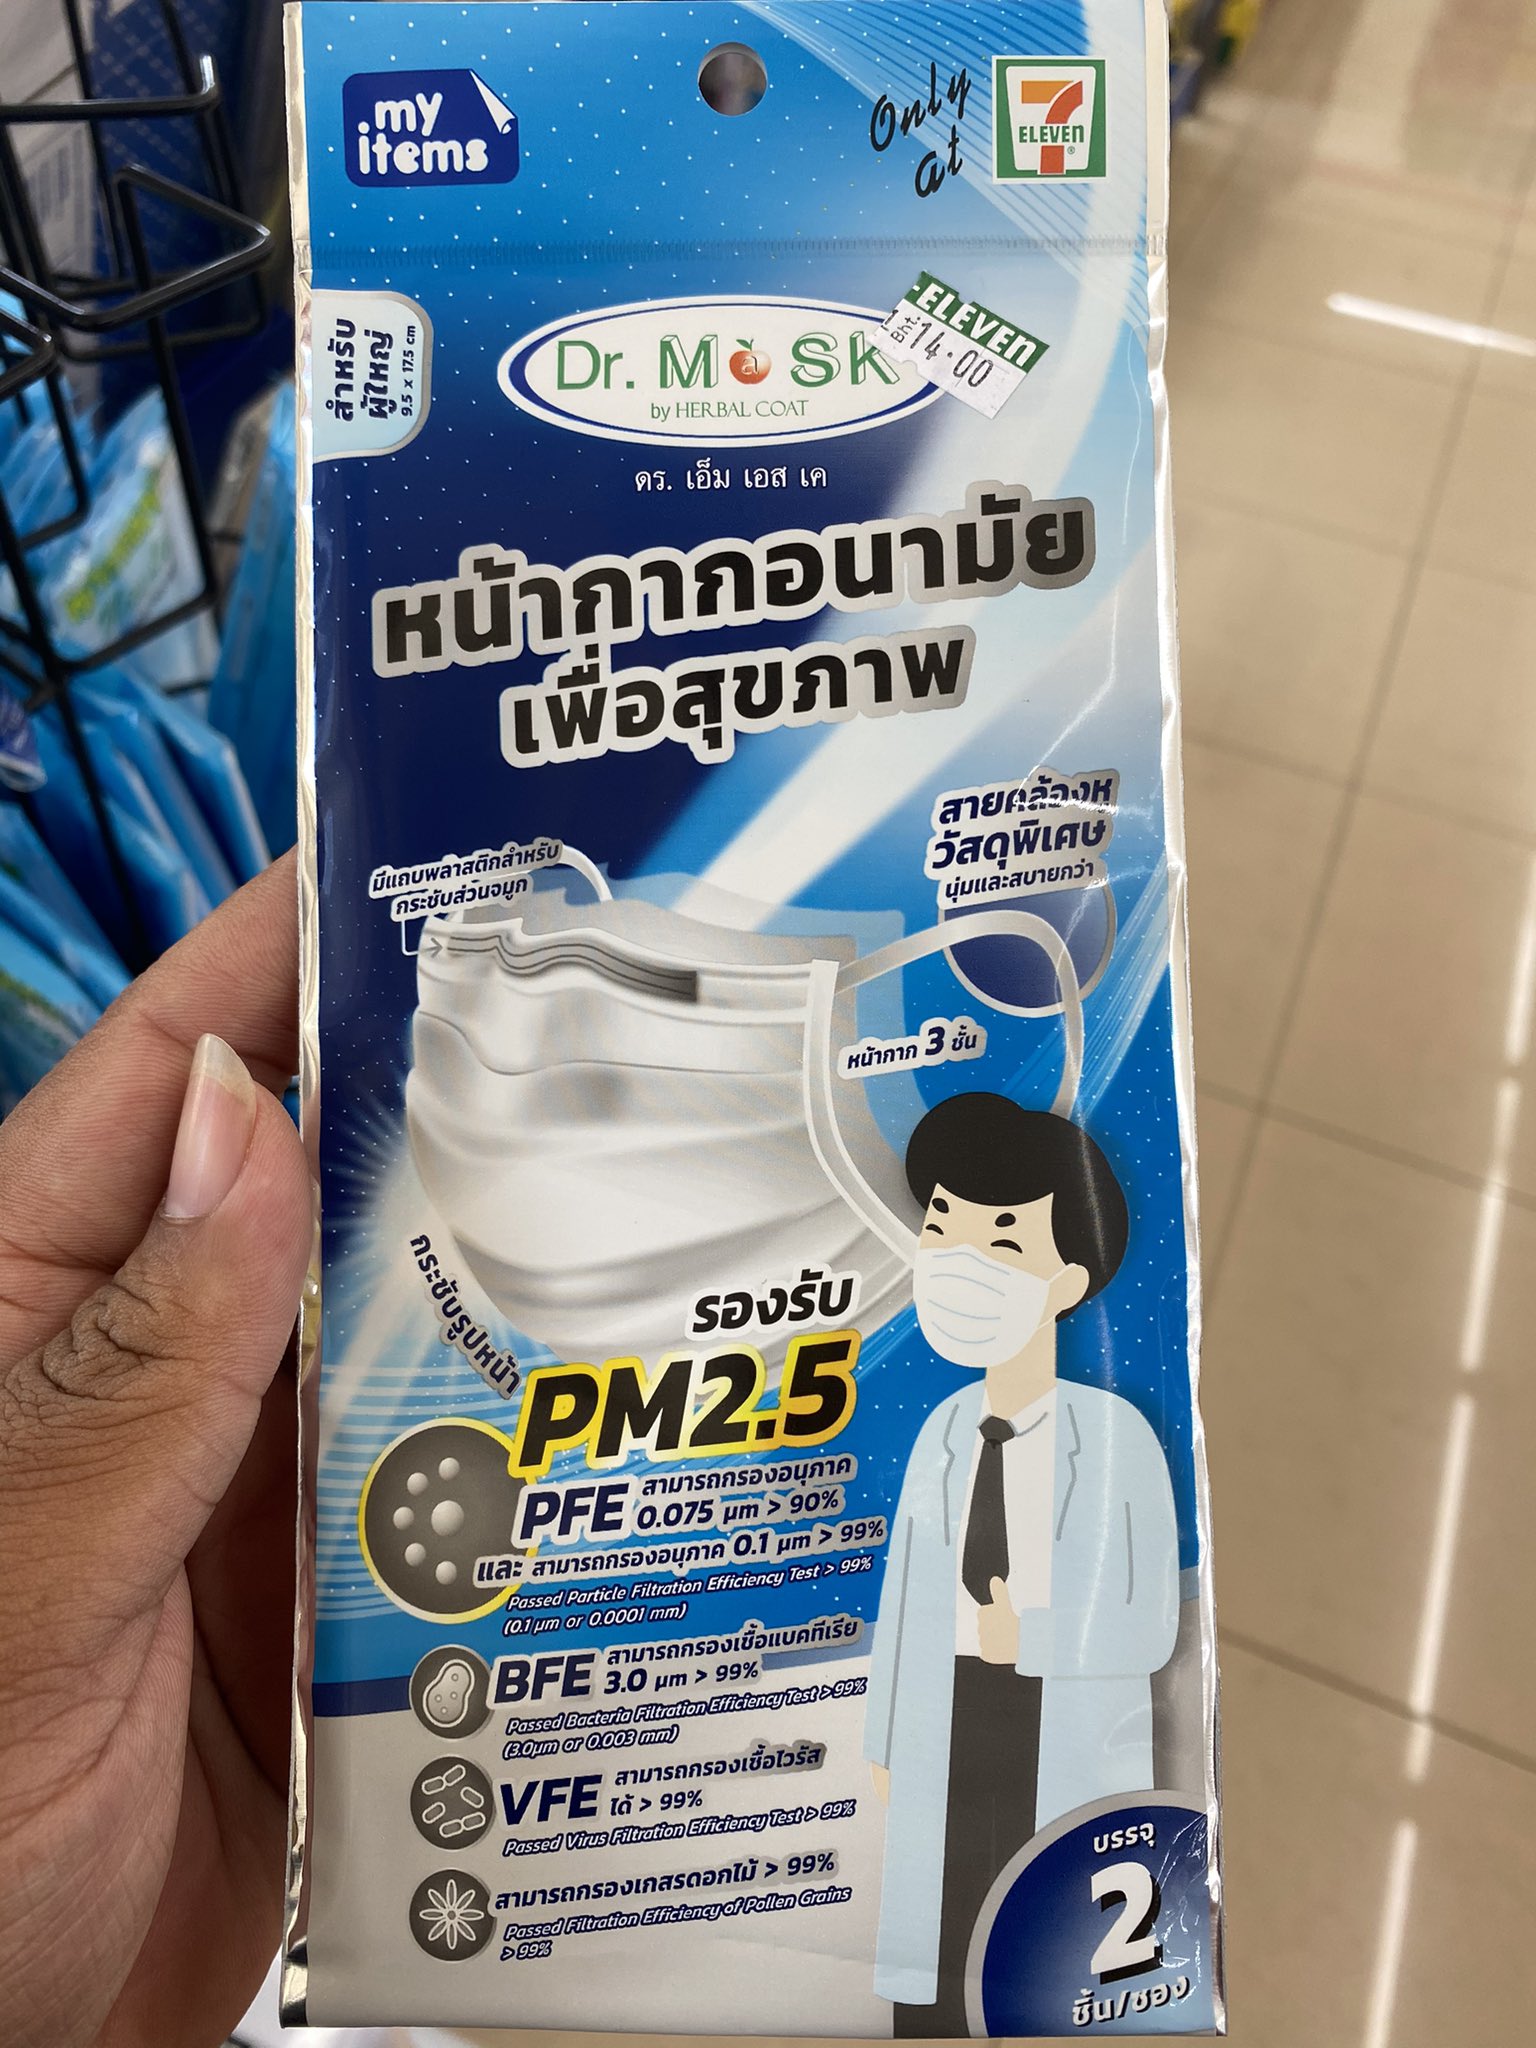 my
items
Only
at
7
ELEVEN
-ELEVEN
Bht.
14.00
สำหรับ
ผู้ใหญ่
9.5 x 17.5 cm
Dr. MaSK
by HERBAL COAT
ดร. เอ็ม เอส เค
หน้ากากอนามัย
เพื่อสุขภาพ
สายคล้องหู
วัสดุพิเศษ
นุ่มและสบายกว่า
มีแถบพลาสติกสำหรับ
กระชับส่วนจมูก
หน้ากาก 3 ชั้น
กระชับรูปหน้า
รองรับ
PM2.5
PFE สามารถกรองอนุภาค
0.075 µm > 90%
และ สามารถกรองอนุภาค 0.1 µm > 99%
Passed Particle Filtration Efficiency Test > 99%
(0.1 µm or 0.0001 mm)
BFE สามารถกรองเชื้อแบคทีเรีย
3.0 µm > 99%
Passed Bacteria Filtration Efficiency Test > 99%
(3.0µm or 0.003 mm)
VFE สามารถกรองเชื้อไวรัส
ได้ > 99%
Passed Virus Filtration Efficiency Test > 99%
สามารถกรองเกสรดอกไม้ > 99%
Passed Filtration Efficiency of Pollen Grains
> 99%
บรรจุ
2
ชิ้น/ซอง